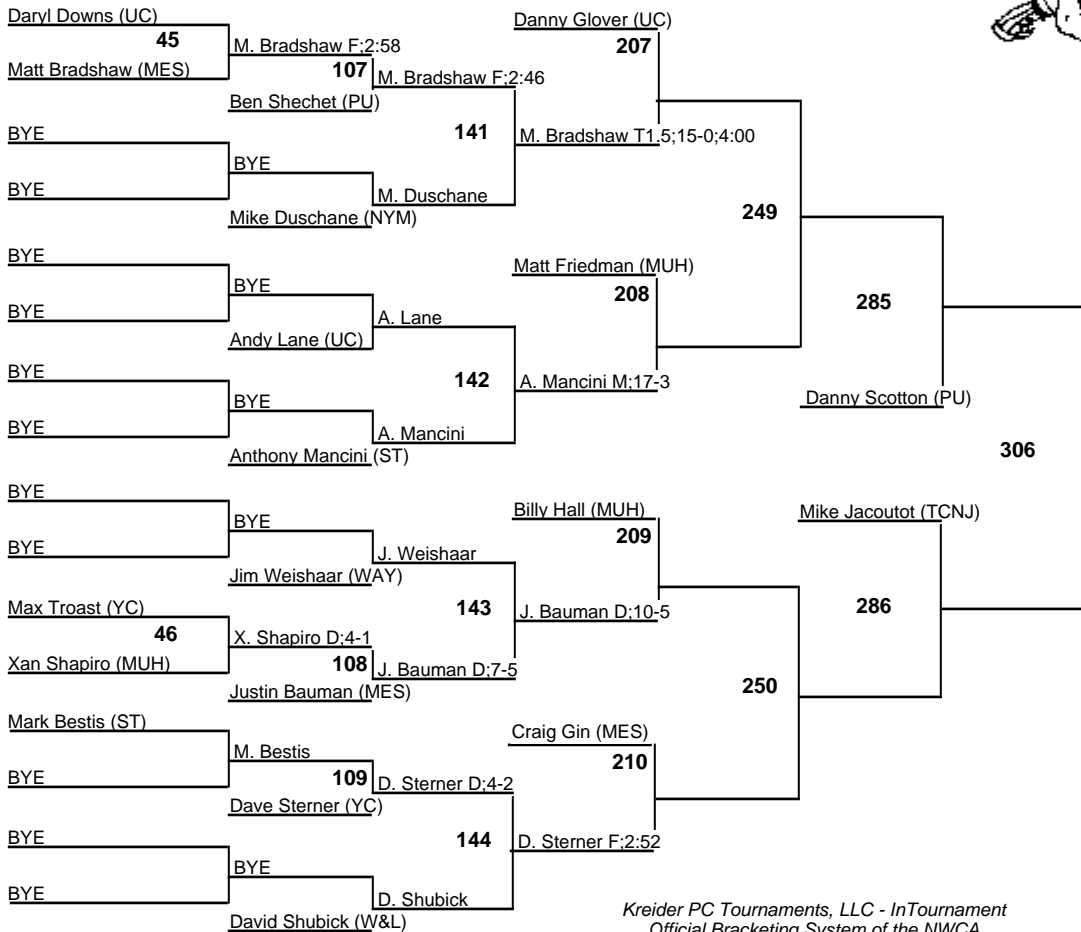 Daryl Downs (UC)
45
Matt Bradshaw (MES)
M. Bradshaw F;2:58
107
Ben Shechet (PU)
M. Bradshaw F;2:46
BYE
BYE
BYE
Mike Duschane (NYM)
M. Duschane
141
Danny Glover (UC)
207
M. Bradshaw T1.5;15-0;4:00
BYE
BYE
BYE
Andy Lane (UC)
A. Lane
BYE
BYE
BYE
Anthony Mancini (ST)
A. Mancini
142
Matt Friedman (MUH)
208
A. Mancini M;17-3
249
285
Danny Scotton (PU)
306
BYE
BYE
BYE
Jim Weishaar (WAY)
J. Weishaar
Max Troast (YC)
46
Xan Shapiro (MUH)
X. Shapiro D;4-1
108
Justin Bauman (MES)
J. Bauman D;7-5
143
Billy Hall (MUH)
209
J. Bauman D;10-5
Mark Bestis (ST)
BYE
M. Bestis
109
Dave Sterner (YC)
D. Sterner D;4-2
BYE
BYE
BYE
David Shubick (W&L)
D. Shubick
144
Craig Gin (MES)
210
D. Sterner F;2:52
250
Mike Jacoutot (TCNJ)
286
Kreider PC Tournaments, LLC - InTournament
Official Bracketing System of the NWCA